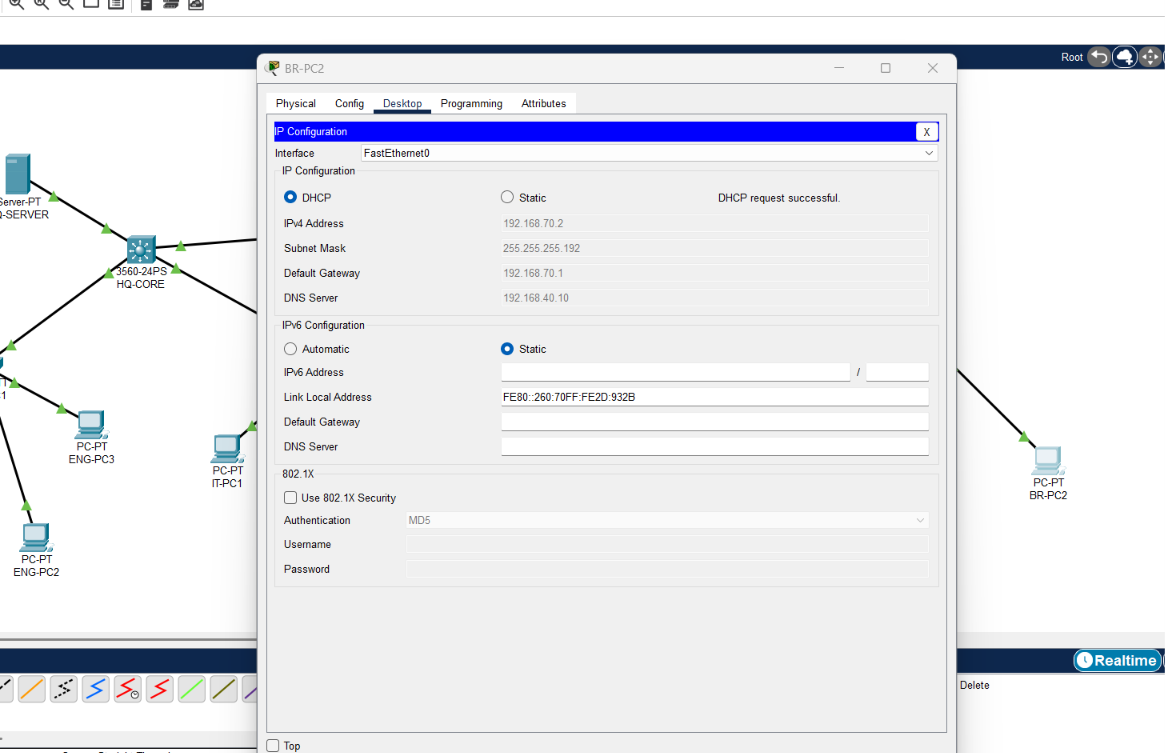 Root
BR-PC2
Physical Config Desktop Programming Attributes
IP Configuration X
Interface FastEthernet0
IP Configuration
DHCP Static DHCP request successful.
IPv4 Address 192.168.70.2
Subnet Mask 255.255.255.192
Default Gateway 192.168.70.1
DNS Server 192.168.40.10
IPv6 Configuration
Automatic Static
IPv6 Address /
Link Local Address FE80::260:70FF:FE2D:932B
Default Gateway
DNS Server
802.1X
Use 802.1X Security
Authentication MD5
Username
Password
Top
Server-PT
Q-SERVER
3560-24PS
HQ-CORE
PC-PT
ENG-PC3
PC-PT
IT-PC1
PC-PT
ENG-PC2
PC-PT
BR-PC2
Realtime
Delete